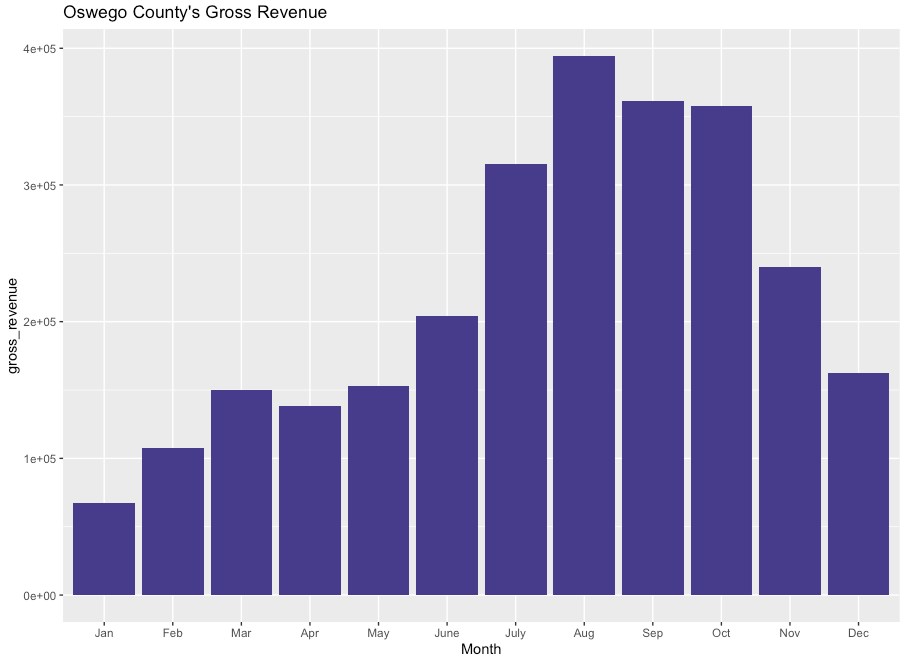 Oswego County's Gross Revenue
4e+05
3e+05
2e+05
1e+05
0e+00
gross_revenue
Jan Feb Mar Apr May June July Aug Sep Oct Nov Dec
Month